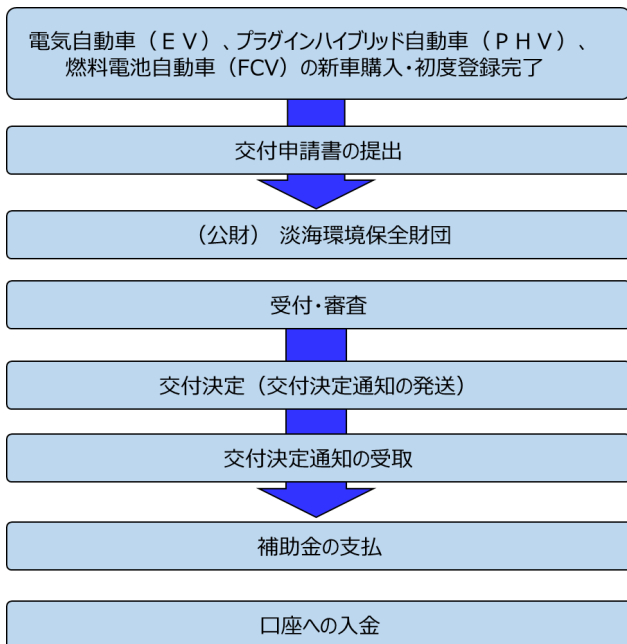 電気自動車（ＥＶ）、プラグインハイブリッド自動車（ＰＨＶ）、
燃料電池自動車（FCV）の新車購入・初度登録完了
交付申請書の提出
（公財） 淡海環境保全財団
受付・審査
交付決定（交付決定通知の発送）
交付決定通知の受取
補助金の支払
口座への入金